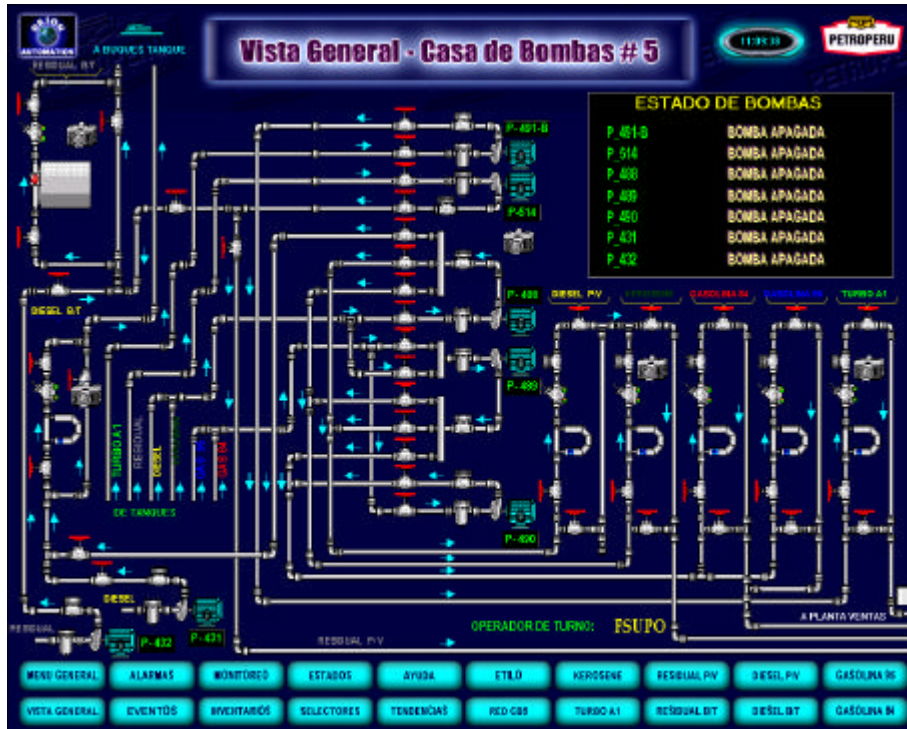 ORION
AUTOMATION
A BUQUES TANQUE
Vista General - Casa de Bombas # 5
PETROPERU
RESIDUAL B/T
ESTADO DE BOMBAS
P_491-B BOMBA APAGADA
P_514 BOMBA APAGADA
P_488 BOMBA APAGADA
P_489 BOMBA APAGADA
P_490 BOMBA APAGADA
P_431 BOMBA APAGADA
P_432 BOMBA APAGADA
P-491-B
P-514
P-488
P-489
P-490
DIESEL P/V
KEROSENE
GASOLINA 84
TURBO A1
DIESEL B/T
TURBO A1
RESIDUAL
DIESEL
GAS 84
DE TANQUES
DIESEL
RESIDUAL
P-432
P-431
RESIDUAL P/V
OPERADOR DE TURNO: FSUPO
A PLANTA VENTAS
MENU GENERAL
ALARMAS
MONITOREO
ESTADOS
AYUDA
ETILO
KEROSENE
RESIDUAL P/V
DIESEL P/V
GASOLINA 95
VISTA GENERAL
EVENTOS
INVENTARIOS
SELECTORES
TENDENCIAS
RED GBS
TURBO A1
RESIDUAL B/T
DIESEL B/T
GASOLINA 84